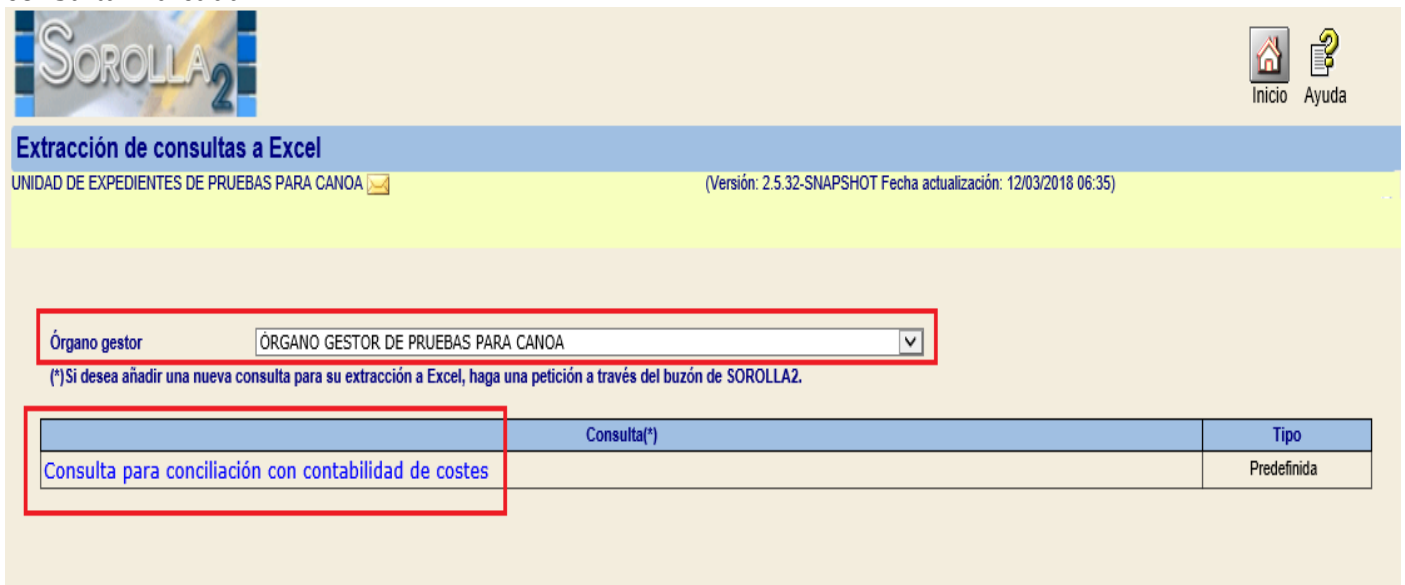 SOROLLA2
Inicio Ayuda
Extracción de consultas a Excel
UNIDAD DE EXPEDIENTES DE PRUEBAS PARA CANOA (Versión: 2.5.32-SNAPSHOT Fecha actualización: 12/03/2018 06:35)
Órgano gestor ÓRGANO GESTOR DE PRUEBAS PARA CANOA
(*)Si desea añadir una nueva consulta para su extracción a Excel, haga una petición a través del buzón de SOROLLA2.
Consulta(*) Tipo
Consulta para conciliación con contabilidad de costes Predefinida